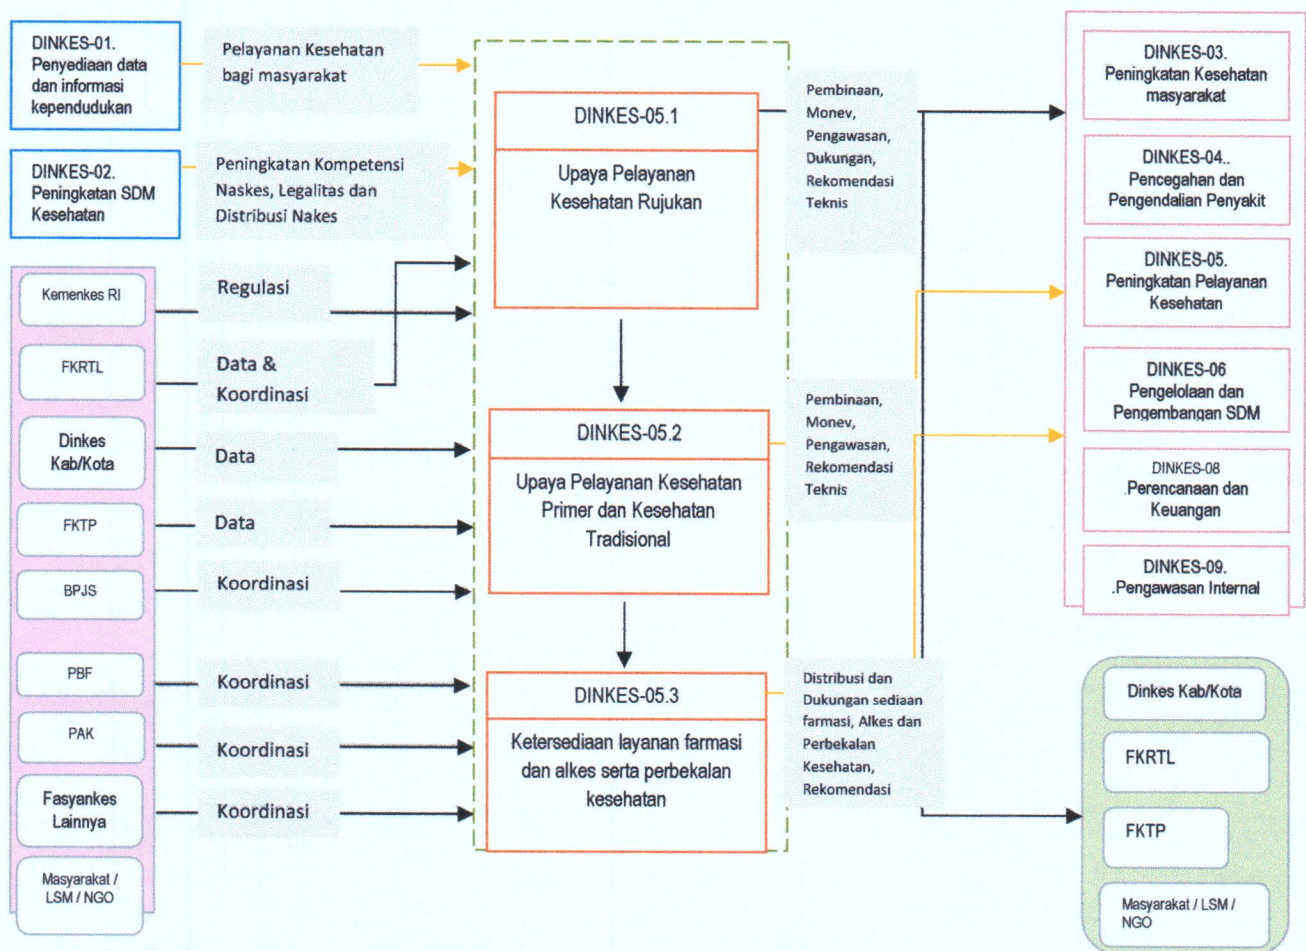 DINKES-01.
Penyediaan data
dan informasi
kependudukan
Pelayanan Kesehatan
bagi masyarakat
DINKES-02.
Peningkatan SDM
Kesehatan
Peningkatan Kompetensi
Naskes, Legalitas dan
Distribusi Nakes
Kemenkes RI
Regulasi
FKRTL
Data &
Koordinasi
Dinkes
Kab/Kota
Data
FKTP
Data
BPJS
Koordinasi
PBF
Koordinasi
PAK
Koordinasi
Fasyankes
Lainnya
Koordinasi
Masyarakat /
LSM / NGO
DINKES-05.1
Upaya Pelayanan
Kesehatan Rujukan
DINKES-05.2
Upaya Pelayanan Kesehatan
Primer dan Kesehatan
Tradisional
DINKES-05.3
Ketersediaan layanan farmasi
dan alkes serta perbekalan
kesehatan
Pembinaan,
Monev,
Pengawasan,
Dukungan,
Rekomendasi
Teknis
Pembinaan,
Monev,
Pengawasan,
Rekomendasi
Teknis
Distribusi dan
Dukungan sediaan
farmasi, Alkes dan
Perbekalan
Kesehatan,
Rekomendasi
DINKES-03.
Peningkatan Kesehatan
masyarakat
DINKES-04..
Pencegahan dan
Pengendalian Penyakit
DINKES-05.
Peningkatan Pelayanan
Kesehatan
DINKES-06
Pengelolaan dan
Pengembangan SDM
DINKES-08
.Perencanaan dan
Keuangan
DINKES-09.
.Pengawasan Internal
Dinkes Kab/Kota
FKRTL
FKTP
Masyarakat / LSM /
NGO